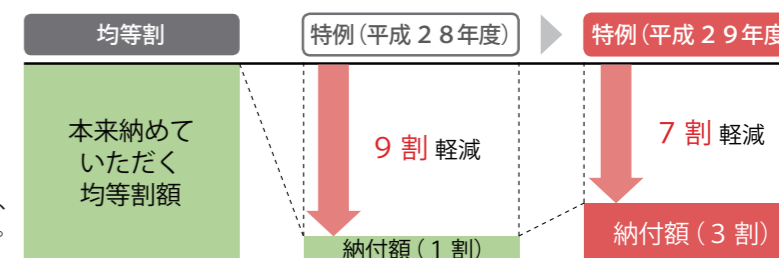 均等割
特例(平成28年度)
特例(平成29年度
本来納めて
いただく
均等割額
9割 軽減
7割 軽減
、
。
納付額(1割)
納付額(3割)